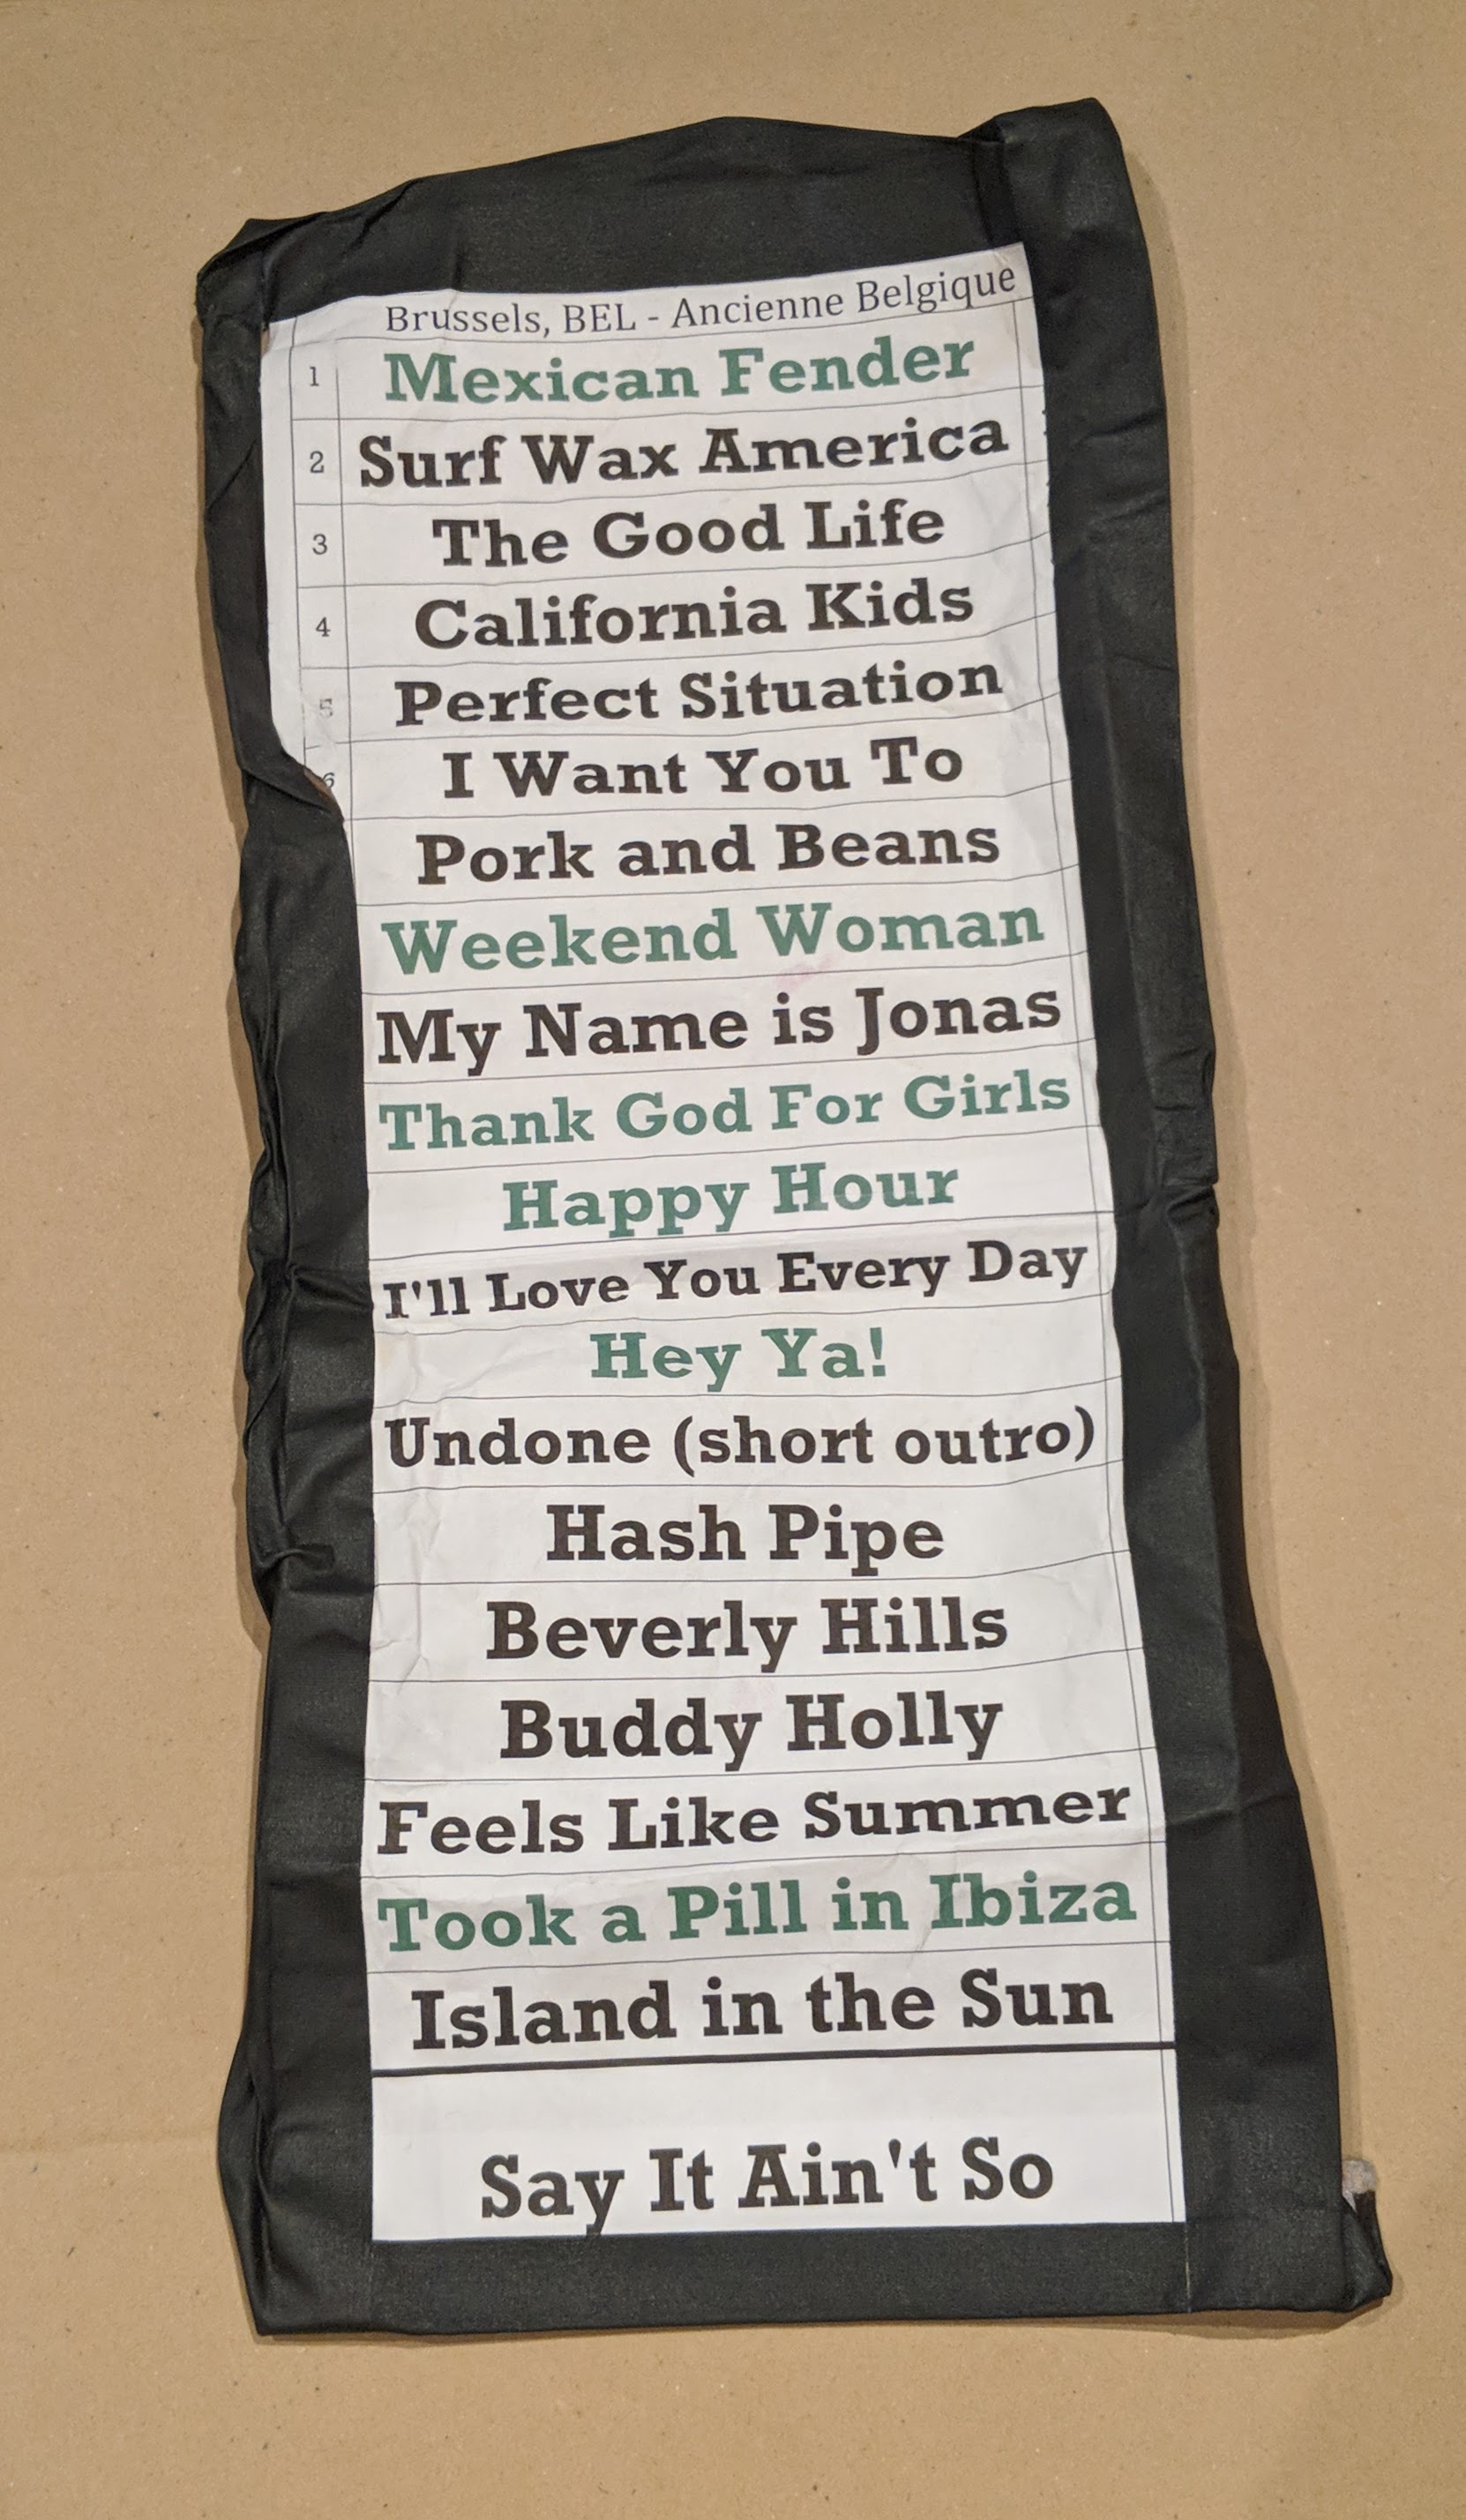 Brussels, BEL - Ancienne Belgique
1 Mexican Fender
2 Surf Wax America
3 The Good Life
4 California Kids
5 Perfect Situation
6 I Want You To
Pork and Beans
Weekend Woman
My Name is Jonas
Thank God For Girls
Happy Hour
I'll Love You Every Day
Hey Ya!
Undone (short outro)
Hash Pipe
Beverly Hills
Buddy Holly
Feels Like Summer
Took a Pill in Ibiza
Island in the Sun
Say It Ain't So